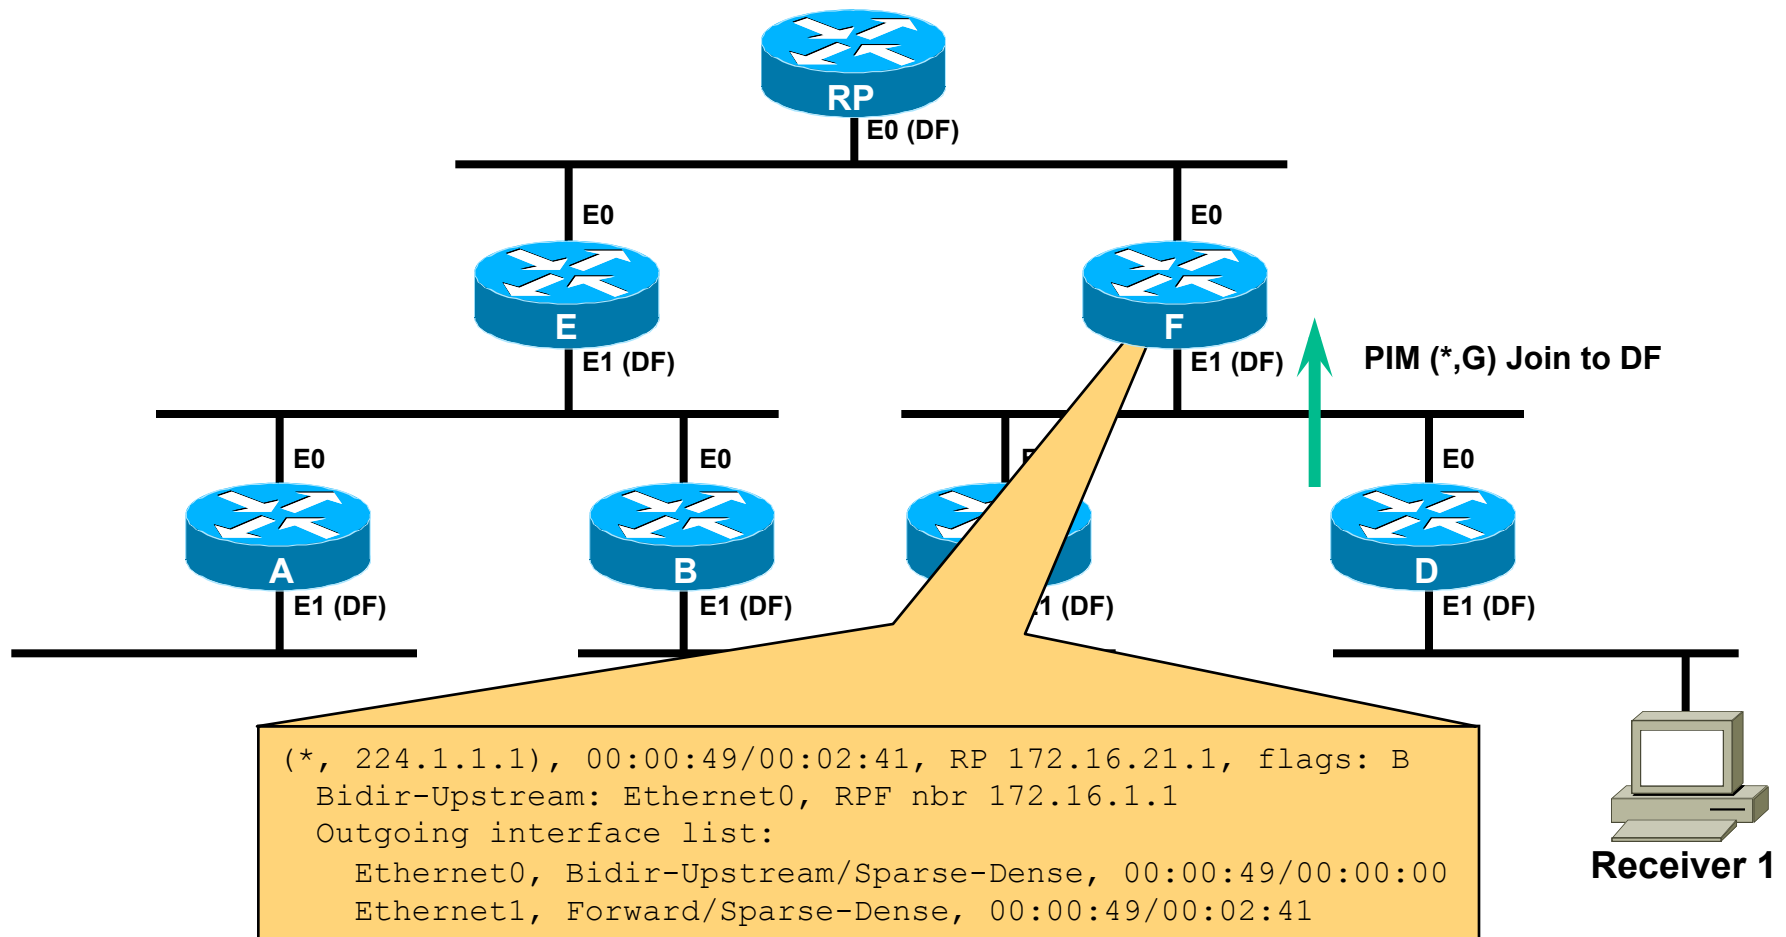 RP
E0 (DF)
E0
E0
E
F
E1 (DF)
E1 (DF)
PIM (*,G) Join to DF
E0
E0
E0
A
B
D
E1 (DF)
E1 (DF)
1 (DF)
E1 (DF)
(*, 224.1.1.1), 00:00:49/00:02:41, RP 172.16.21.1, flags: B
Bidir-Upstream: Ethernet0, RPF nbr 172.16.1.1
Outgoing interface list:
Ethernet0, Bidir-Upstream/Sparse-Dense, 00:00:49/00:00:00
Ethernet1, Forward/Sparse-Dense, 00:00:49/00:02:41
Receiver 1